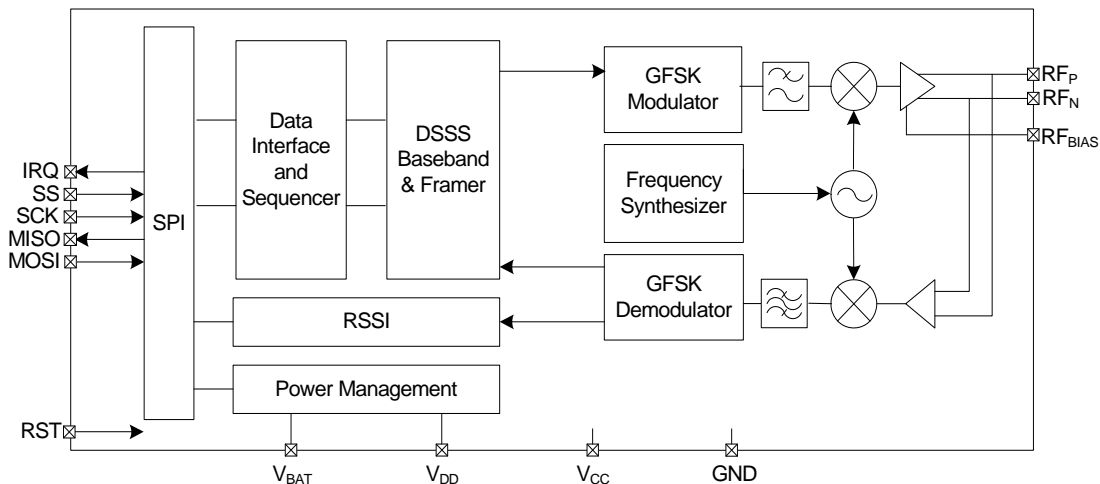 IRQ
SS
SCK
MISO
MOSI
RST
SPI
Data
Interface
and
Sequencer
DSSS
Baseband
& Framer
RSSI
Power Management
GFSK
Modulator
Frequency
Synthesizer
GFSK
Demodulator
RFP
RFN
RFBIAS
VBAT
VDD
VCC
GND